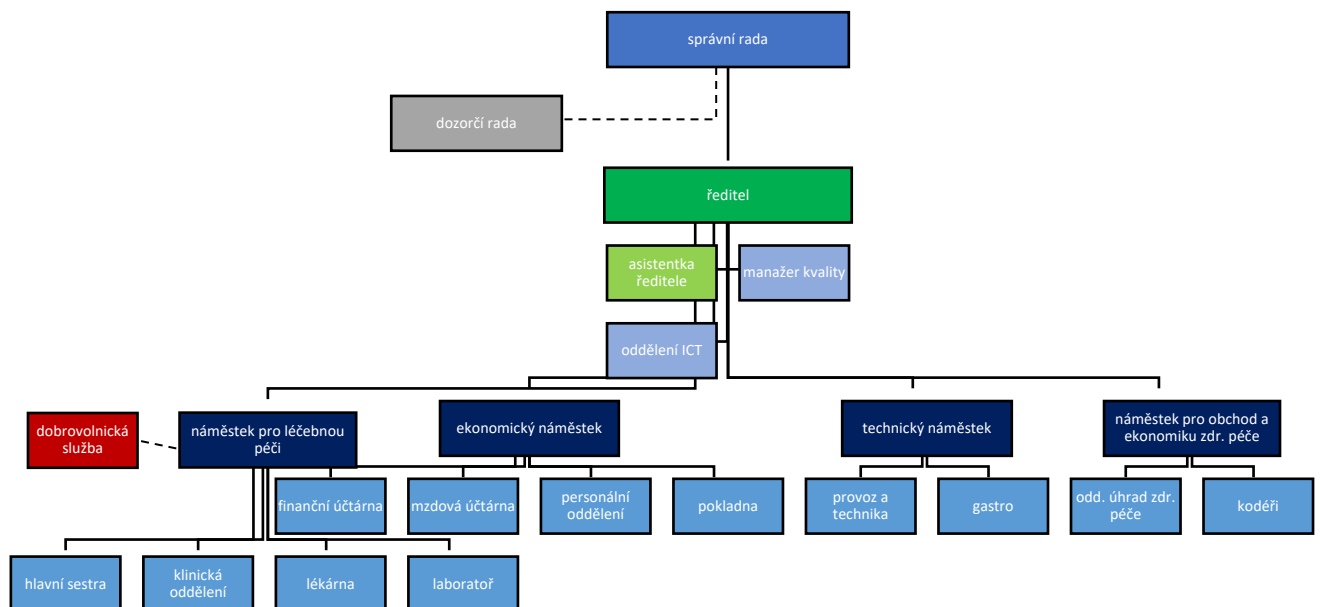 správní rada
dozorčí rada
ředitel
asistentka
ředitele
manažer kvality
oddělení ICT
dobrovolnická
služba
náměstek pro léčebnou
péči
ekonomický náměstek
technický náměstek
náměstek pro obchod a
ekonomiku zdr. péče
finanční účtárna
mzdová účtárna
personální
oddělení
pokladna
provoz a
technika
gastro
odd. úhrad zdr.
péče
kodéři
hlavní sestra
klinická
oddělení
lékárna
laboratoř